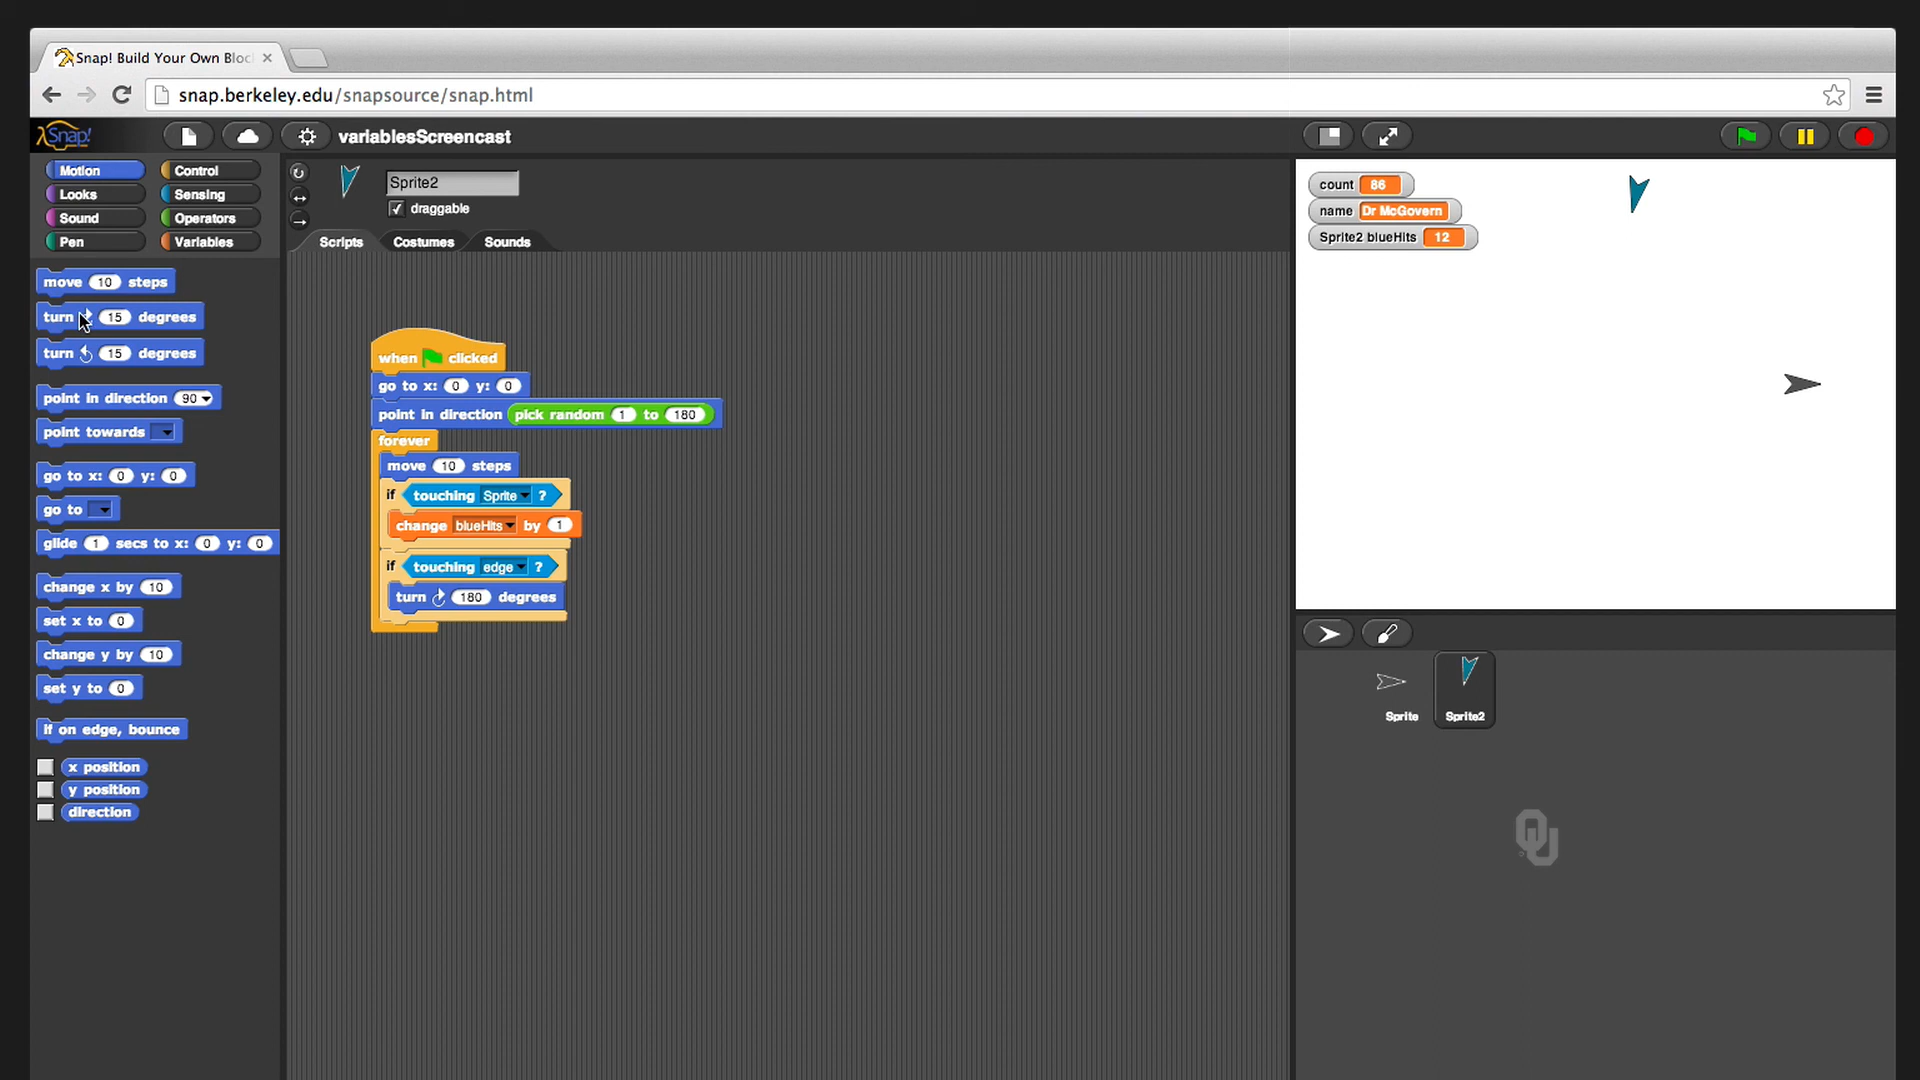 Snap! Build Your Own Bloc
snap.berkeley.edu/snapsource/snap.html
Snap!
variablesScreencast
Motion
Control
Looks
Sensing
Sound
Operators
Pen
Variables
Sprite2
draggable
Scripts
Costumes
Sounds
move 10 steps
turn 15 degrees
turn 15 degrees
point in direction 90
point towards
go to x: 0 y: 0
go to
glide 1 secs to x: 0 y: 0
change x by 10
set x to 0
change y by 10
set y to 0
if on edge, bounce
x position
y position
direction
when clicked
go to x: 0 y: 0
point in direction pick random 1 to 180
forever
move 10 steps
if touching Sprite ?
change blueHits by 1
if touching edge ?
turn 180 degrees
count 86
name Dr McGovern
Sprite2 blueHits 12
Sprite
Sprite2
OU